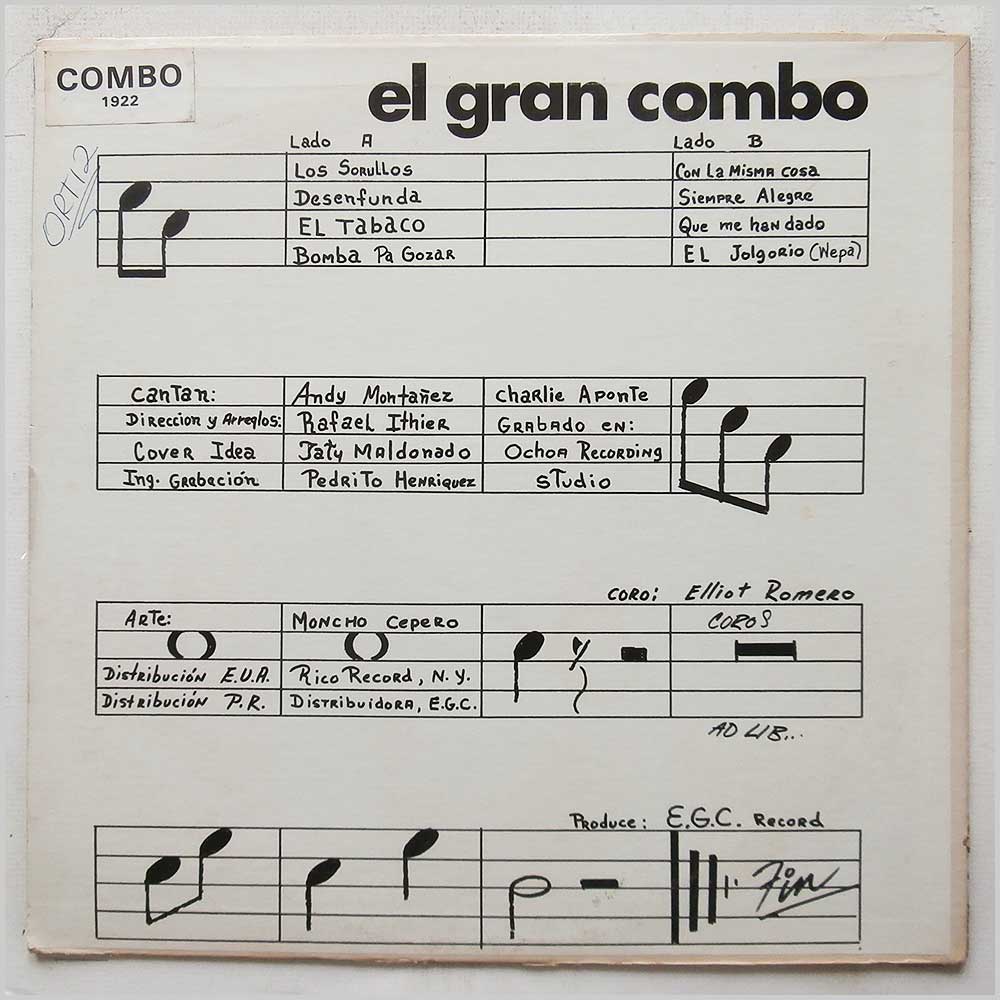 COMBO
1922
el gran combo
ORTIZ
Lado A
Los Sorullos
Desenfunda
EL Tabaco
Bomba Pa Gozar
Lado B
Con La Misma cosa
Siempre Alegre
Que me han dado
EL Jolgorio (Wepa)
Cantan: Andy Montañez Charlie Aponte
Direccion y Arreglos: Rafael Ithier Grabado en:
Cover Idea Taty Maldonado Ochoa Recording
Ing. Grabación Pedrito Henriquez Studio
coro: Elliot Romero
Arte: Moncho Cepero COROS
Distribución E.U.A. Rico Record, N.Y.
Distribución P.R. Distribuidora, E.G.C.
AD LIB...
Produce: E.G.C. Record
Fin